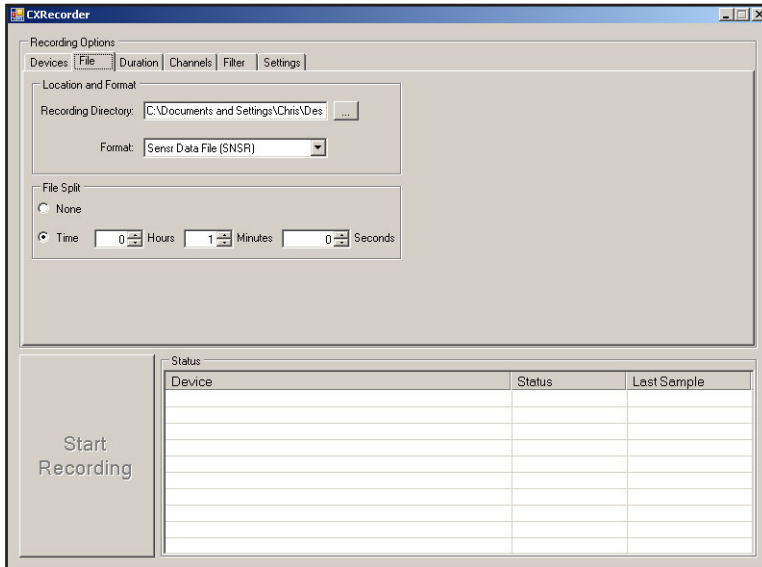 CXRecorder
Recording Options
Devices File Duration Channels Filter Settings
Location and Format
Recording Directory: C:\Documents and Settings\Chris\Des ...
Format: Sensr Data File (SNSR)
File Split
None
Time 0 Hours 1 Minutes 0 Seconds
Start
Recording
Status
Device Status Last Sample